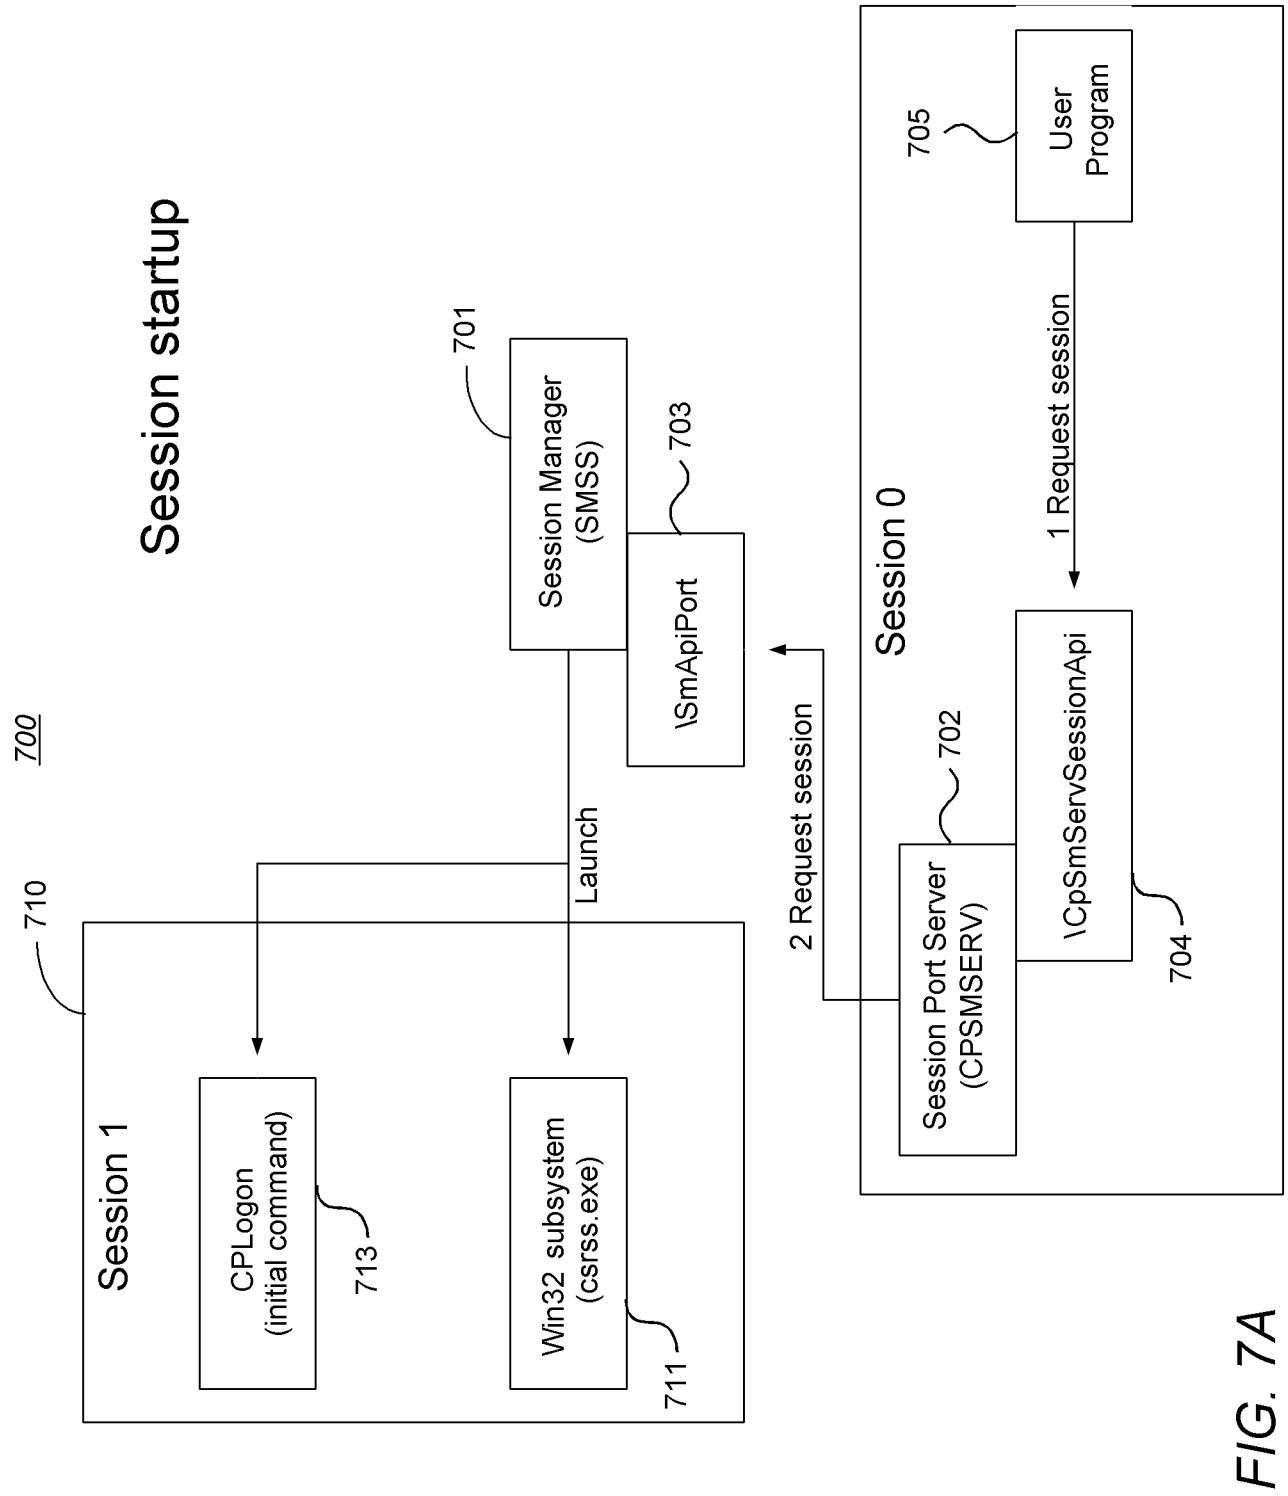 700
Session startup
710
Session 1
CPLogon
(initial command)
713
Win32 subsystem
(csrss.exe)
711
Launch
701
Session Manager
(SMSS)
703
\SmApiPort
2 Request session
Session 0
702
Session Port Server
(CPSMSERV)
\CpSmServSessionApi
704
1 Request session
705
User
Program
FIG. 7A